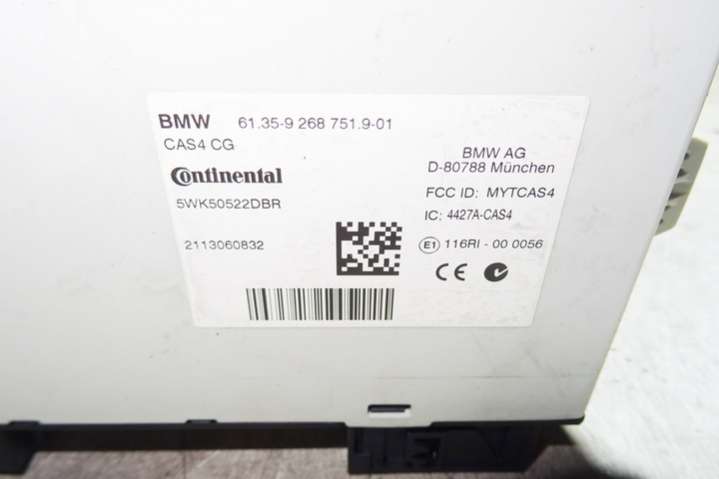 BMW 61.35-9 268 751.9-01
CAS4 CG
Continental
5WK50522DBR
2113060832
BMW AG
D-80788 München
FCC ID: MYTCAS4
IC: 4427A-CAS4
E1 116RI - 00 0056
CE